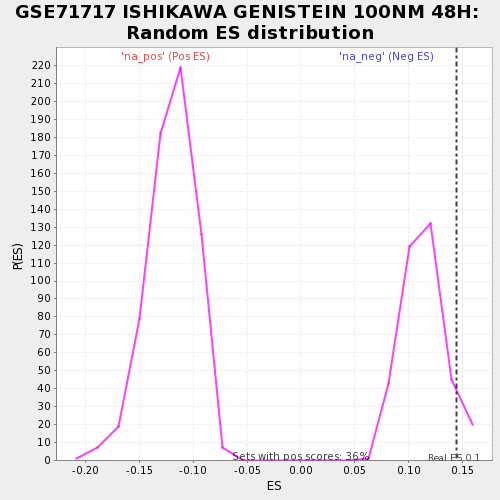 GSE71717 ISHIKAWA GENISTEIN 100NM 48H:
Random ES distribution
'na_pos' (Pos ES)
'na_neg' (Neg ES)
P(ES)
220
210
200
190
180
170
160
150
140
130
120
110
100
90
80
70
60
50
40
30
20
10
0
Sets with pos scores: 36%
Real ES 0.1
-0.20 -0.15 -0.10 -0.05 0.00 0.05 0.10 0.15
ES